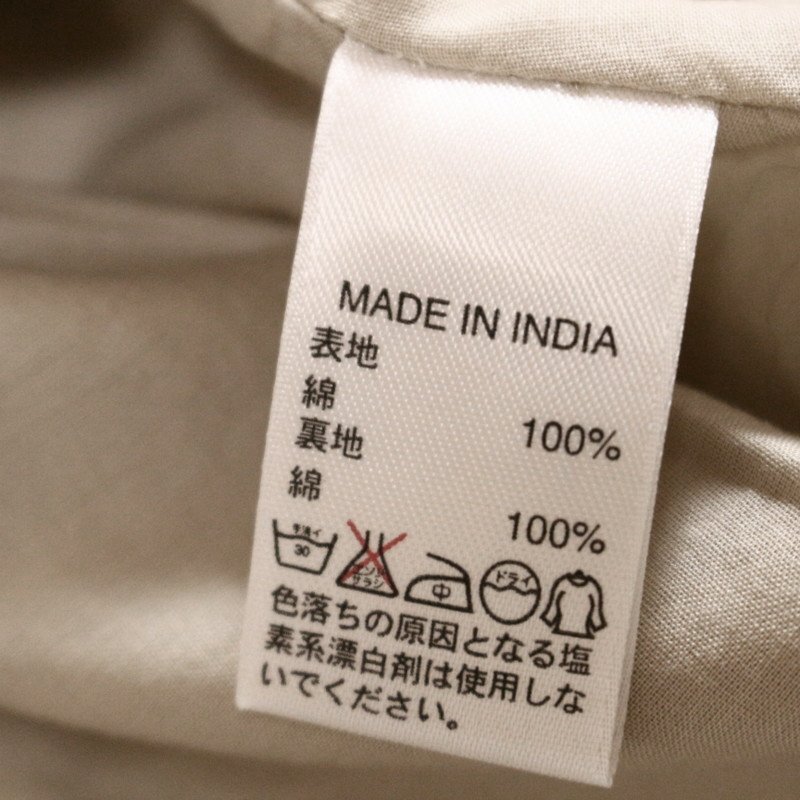 MADE IN INDIA
表地
綿 100%
裏地
綿 100%
手洗イ
30
エンソ
サラシ
中
ドライ
色落ちの原因となる塩
素系漂白剤は使用しな
いでください。